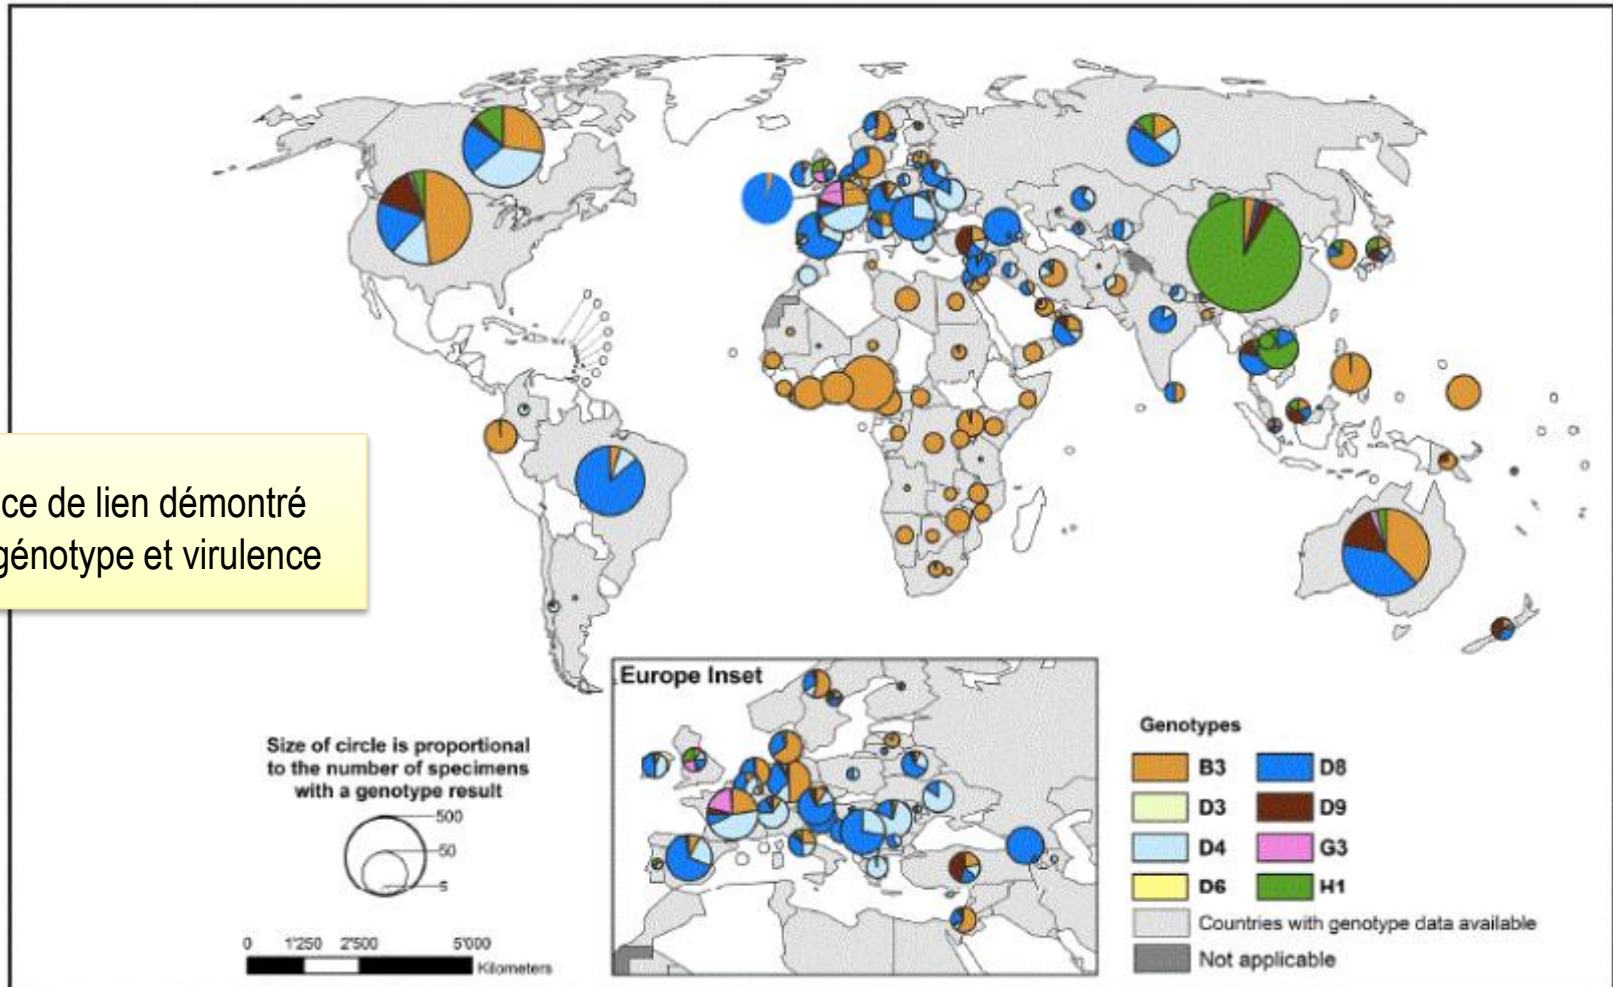 ce de lien démontré
génotype et virulence
Europe Inset
Size of circle is proportional
to the number of specimens
with a genotype result
500
50
5
0 1'250 2'500 5'000
Kilometers
Genotypes
B3 D8
D3 D9
D4 G3
D6 H1
Countries with genotype data available
Not applicable